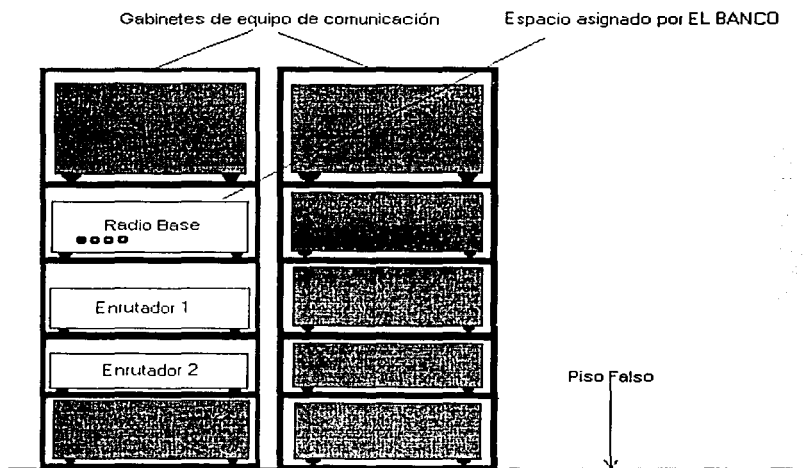 Gabinetes de equipo de comunicación
Espacio asignado por EL BANCO
Radio Base
Enrutador 1
Enrutador 2
Piso Falso